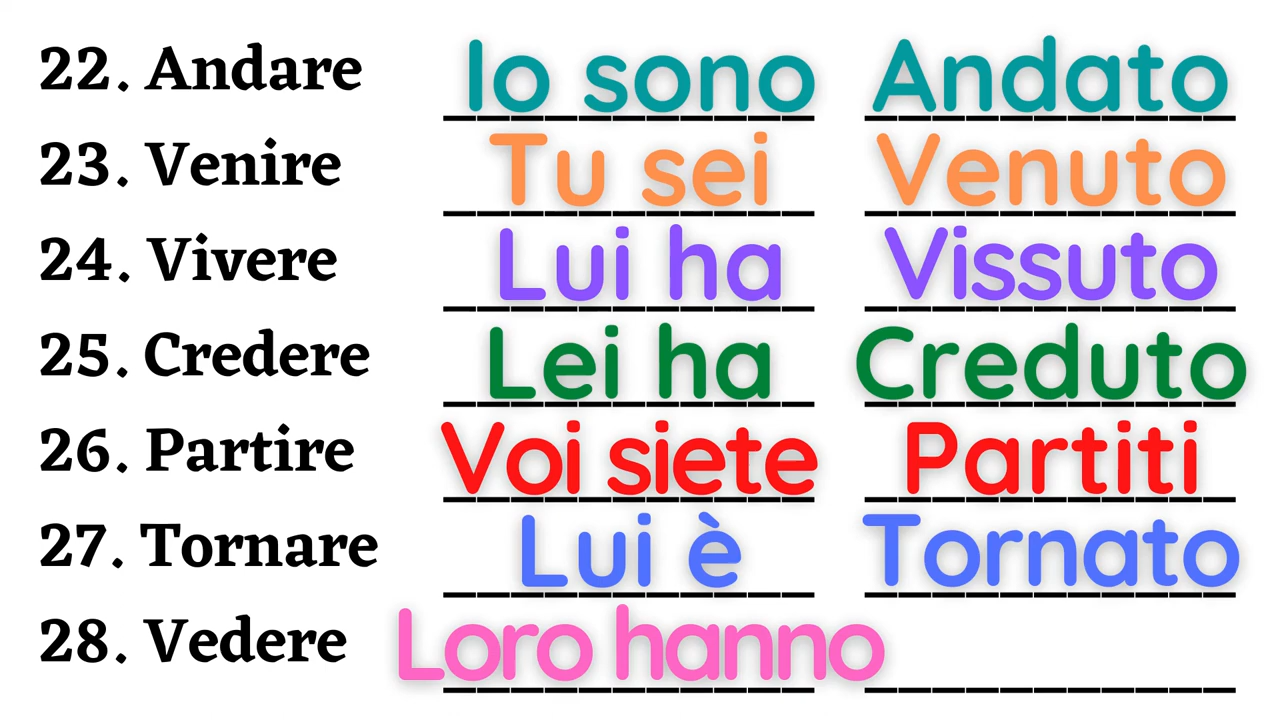 22. Andare Io sono Andato
23. Venire Tu sei Venuto
24. Vivere Lui ha Vissuto
25. Credere Lei ha Creduto
26. Partire Voi siete Partiti
27. Tornare Lui è Tornato
28. Vedere Loro hanno